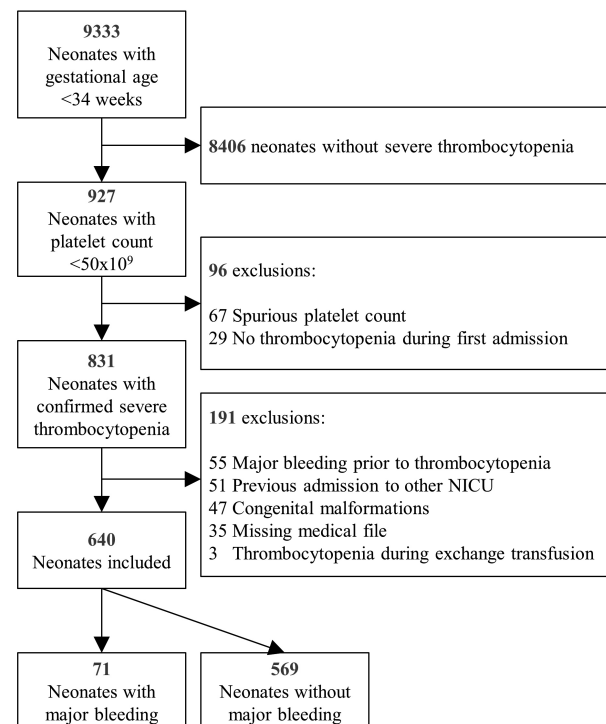 9333
Neonates with
gestational age
<34 weeks
8406 neonates without severe thrombocytopenia
927
Neonates with
platelet count
<50x10⁹
96 exclusions:
67 Spurious platelet count
29 No thrombocytopenia during first admission
831
Neonates with
confirmed severe
thrombocytopenia
191 exclusions:
55 Major bleeding prior to thrombocytopenia
51 Previous admission to other NICU
47 Congenital malformations
35 Missing medical file
3 Thrombocytopenia during exchange transfusion
640
Neonates included
71
Neonates with
major bleeding
569
Neonates without
major bleeding